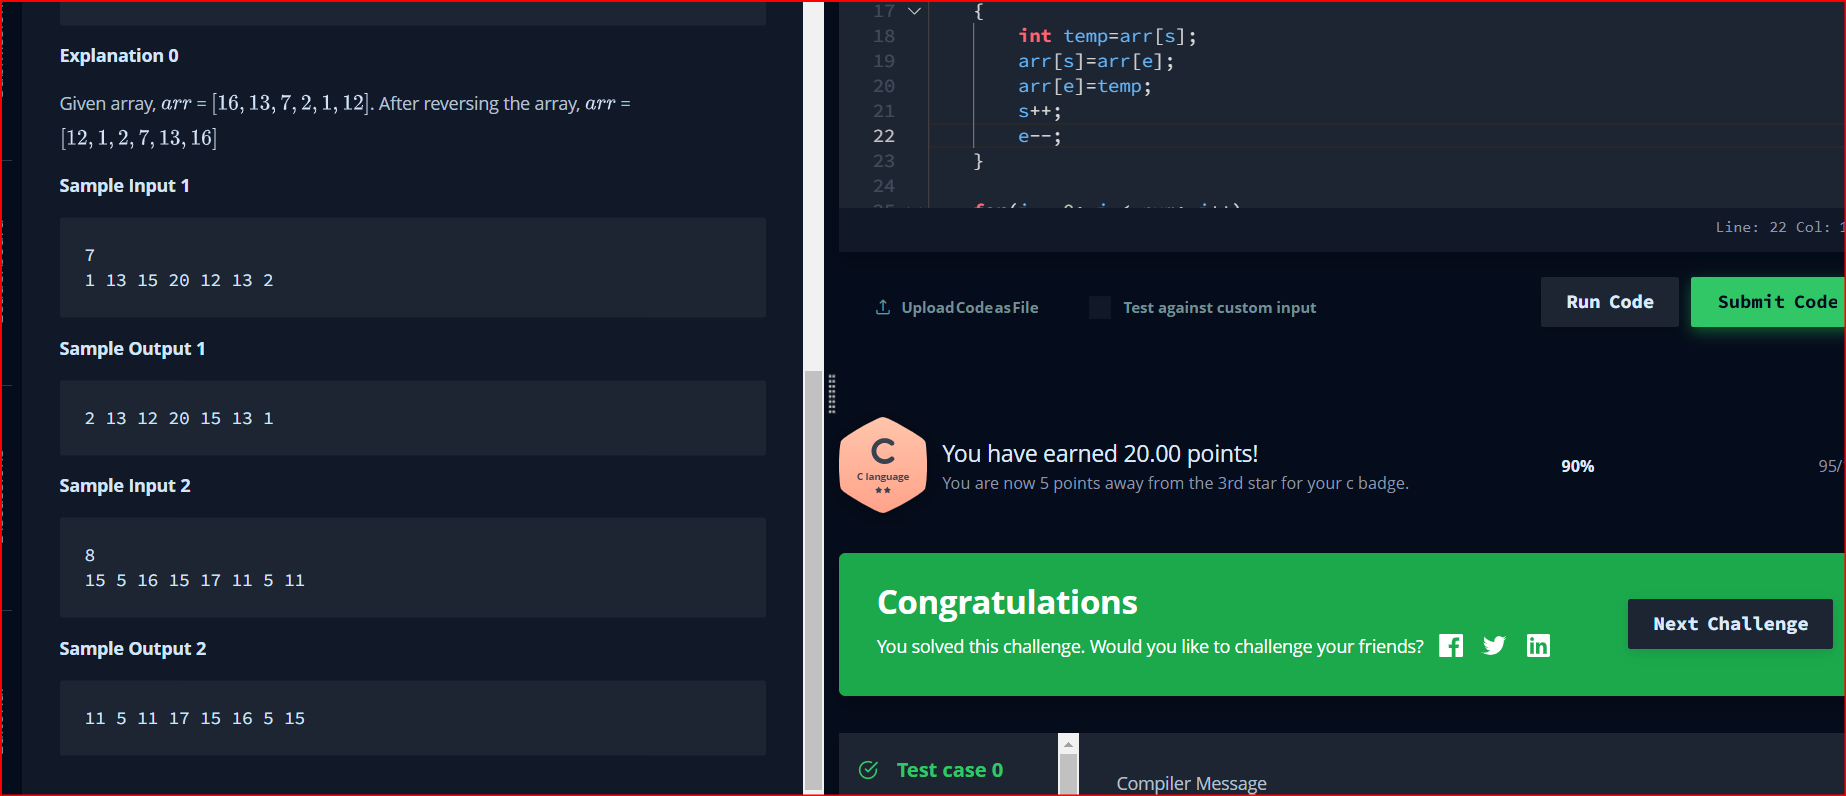 Explanation 0
Given array, arr = [16, 13, 7, 2, 1, 12]. After reversing the array, arr =
[12, 1, 2, 7, 13, 16]
Sample Input 1
7
1 13 15 20 12 13 2
Sample Output 1
2 13 12 20 15 13 1
Sample Input 2
8
15 5 16 15 17 11 5 11
Sample Output 2
11 5 11 17 15 16 5 15
17 {
18 int temp=arr[s];
19 arr[s]=arr[e];
20 arr[e]=temp;
21 s++;
22 e--;
23 }
24
Line: 22 Col:
Upload Code as File
Test against custom input
Run Code
Submit Code
C
C language
You have earned 20.00 points!
You are now 5 points away from the 3rd star for your c badge.
90%
95/
Congratulations
You solved this challenge. Would you like to challenge your friends?
Next Challenge
Test case 0
Compiler Message